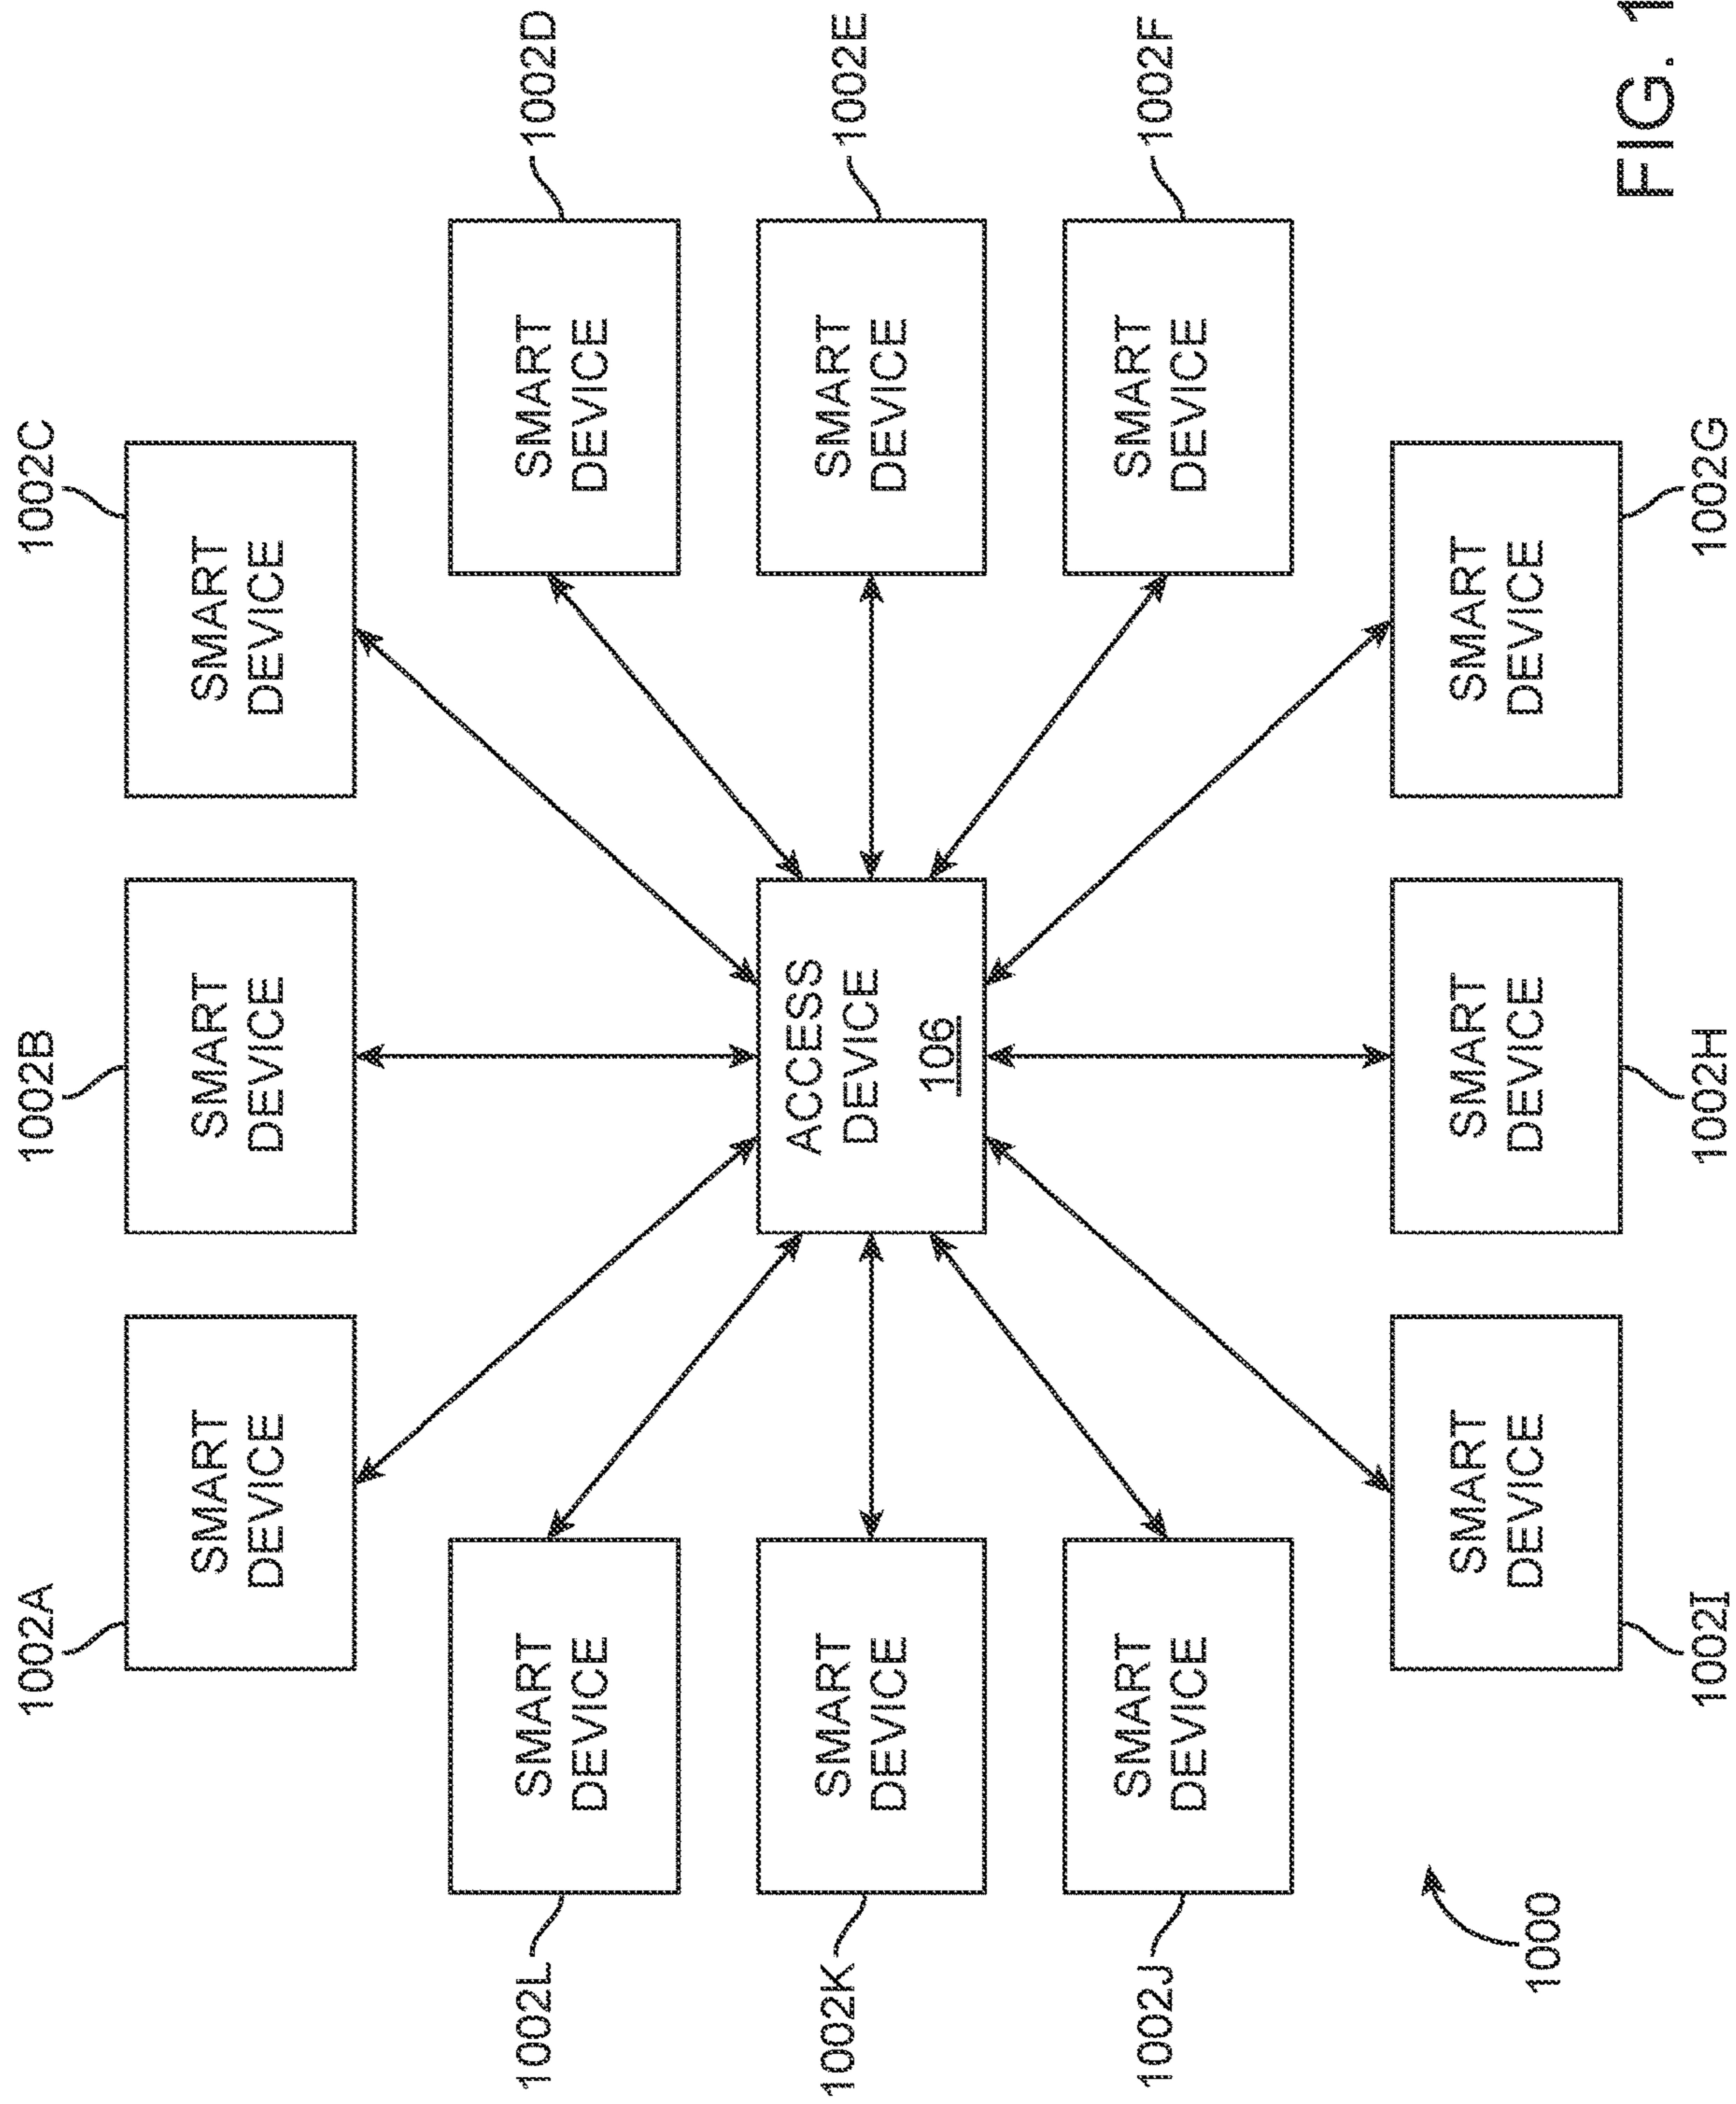 1002A
1002B
1002C
SMART
DEVICE
SMART
DEVICE
SMART
DEVICE
1002L
SMART
DEVICE
SMART
DEVICE
1002D
1002K
SMART
DEVICE
ACCESS
DEVICE
106
SMART
DEVICE
1002E
1002J
SMART
DEVICE
SMART
DEVICE
1002F
1000
SMART
DEVICE
SMART
DEVICE
SMART
DEVICE
1002I
1002H
1002G
FIG. 1